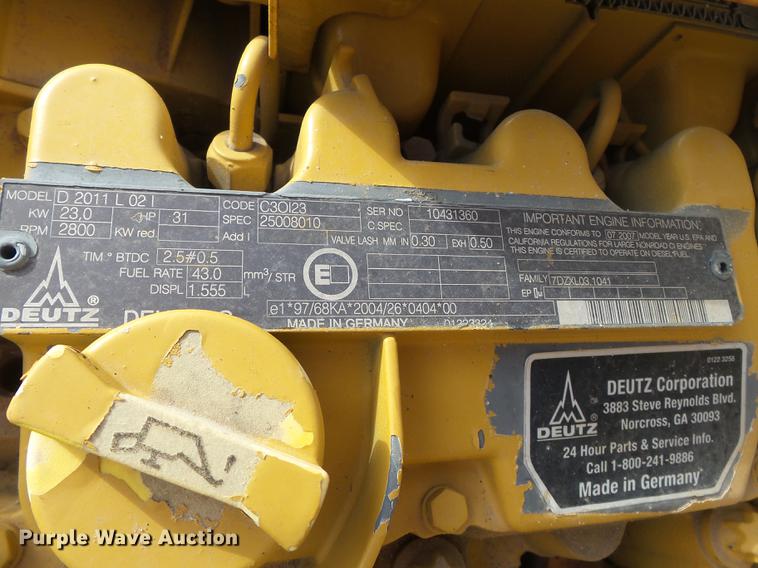 MODEL D 2011 L 02 I CODE C3OI23 SER NO 10431360
KW 23,0 HP 31 SPEC 25008010 C.SPEC
RPM 2800 KW red. Add I VALVE LASH MM IN 0.30 EXH 0.50
TIM ° BTDC 2.5#0.5
FUEL RATE 43.0 mm³/STR
DISPL 1.555
E
e1*97/68KA*2004/26*0404*00
MADE IN GERMANY D1223324
DEUTZ ®
IMPORTANT ENGINE INFORMATION:
THIS ENGINE CONFORMS TO 07.2007 MODEL YEAR U.S. EPA AND
CALIFORNIA REGULATIONS FOR LARGE NONROAD CI ENGINES
THIS ENGINE IS CERTIFIED TO OPERATE ON DIESEL FUEL.
FAMILY 7DZXL03.1041
EP
0122 3258
DEUTZ ®
DEUTZ Corporation
3883 Steve Reynolds Blvd.
Norcross, GA 30093
24 Hour Parts & Service Info.
Call 1-800-241-9886
Made in Germany
Purple Wave Auction